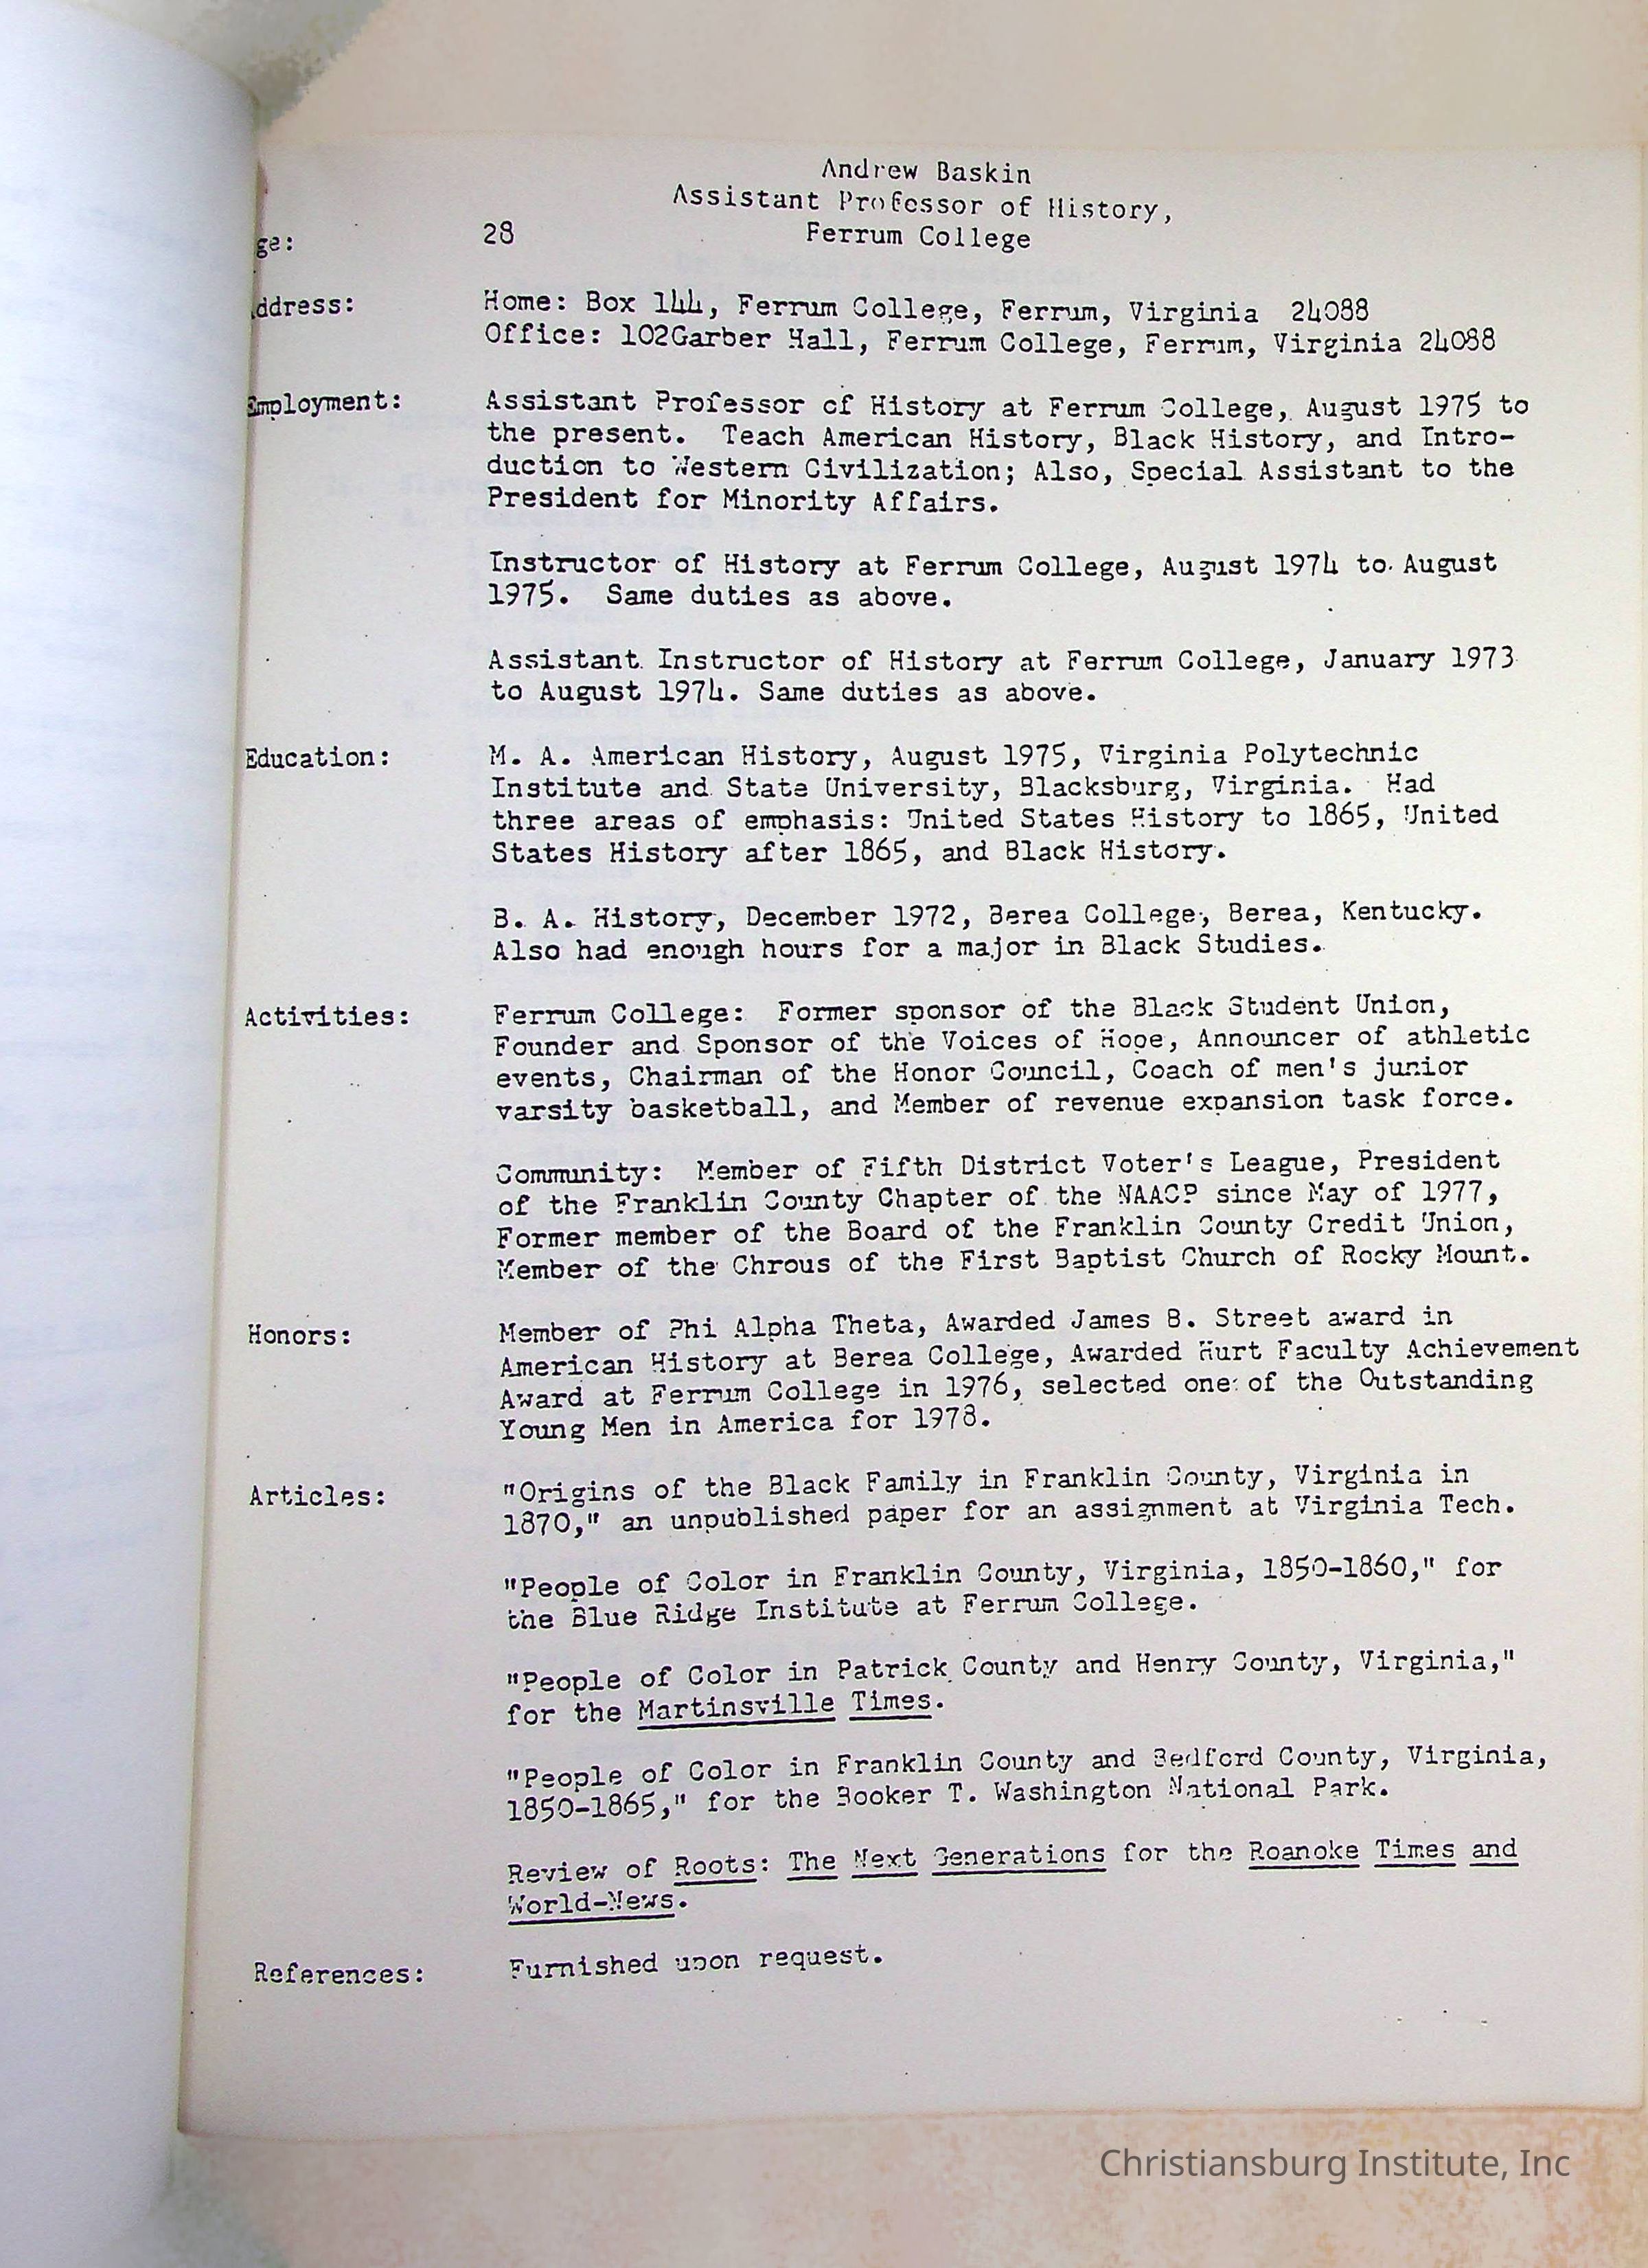 Andrew Baskin
Assistant Professor of History,
Ferrum College
ge: 28
ddress: Home: Box 144, Ferrum College, Ferrum, Virginia 24088
Office: 102Garber Hall, Ferrum College, Ferrum, Virginia 24088
Employment: Assistant Professor of History at Ferrum College, August 1975 to
the present. Teach American History, Black History, and Intro-
duction to Western Civilization; Also, Special Assistant to the
President for Minority Affairs.
Instructor of History at Ferrum College, August 1974 to August
1975. Same duties as above.
Assistant Instructor of History at Ferrum College, January 1973
to August 1974. Same duties as above.
Education: M. A. American History, August 1975, Virginia Polytechnic
Institute and State University, Blacksburg, Virginia. Had
three areas of emphasis: United States History to 1865, United
States History after 1865, and Black History.
B. A. History, December 1972, Berea College, Berea, Kentucky.
Also had enough hours for a major in Black Studies.
Activities: Ferrum College: Former sponsor of the Black Student Union,
Founder and Sponsor of the Voices of Hope, Announcer of athletic
events, Chairman of the Honor Council, Coach of men's junior
varsity basketball, and Member of revenue expansion task force.
Community: Member of Fifth District Voter's League, President
of the Franklin County Chapter of the NAACP since May of 1977,
Former member of the Board of the Franklin County Credit Union,
Member of the Chrous of the First Baptist Church of Rocky Mount.
Honors: Member of Phi Alpha Theta, Awarded James B. Street award in
American History at Berea College, Awarded Hurt Faculty Achievement
Award at Ferrum College in 1976, selected one of the Outstanding
Young Men in America for 1978.
Articles: "Origins of the Black Family in Franklin County, Virginia in
1870," an unpublished paper for an assignment at Virginia Tech.
"People of Color in Franklin County, Virginia, 1850-1860," for
the Blue Ridge Institute at Ferrum College.
"People of Color in Patrick County and Henry County, Virginia,"
for the Martinsville Times.
"People of Color in Franklin County and Bedford County, Virginia,
1850-1865," for the Booker T. Washington National Park.
Review of Roots: The Next Generations for the Roanoke Times and
World-News.
References: Furnished upon request.
Christiansburg Institute, Inc